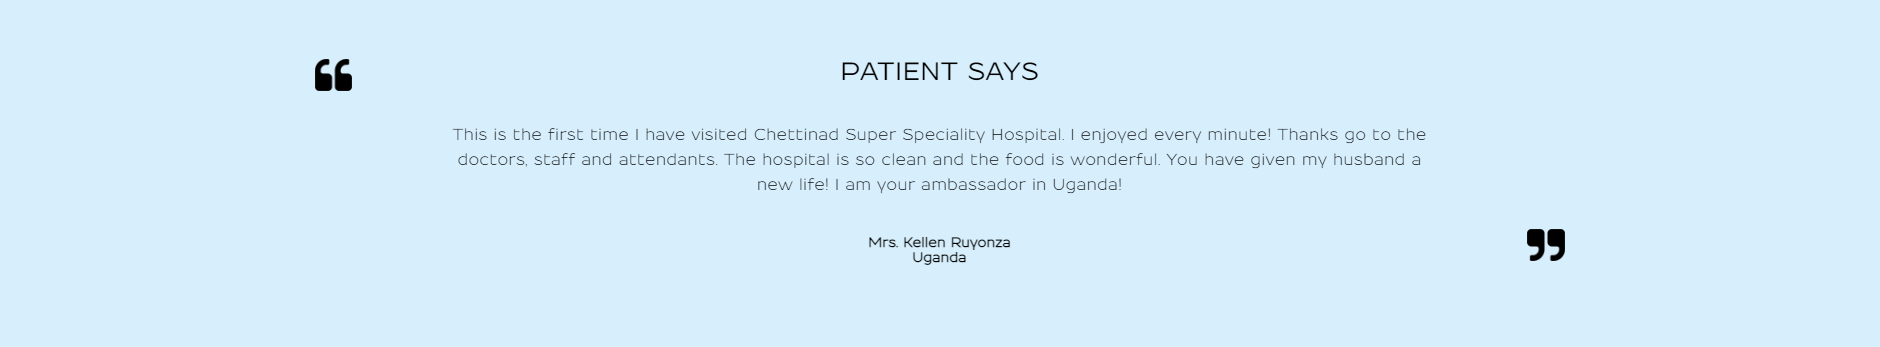 “
PATIENT SAYS
This is the first time I have visited Chettinad Super Speciality Hospital. I enjoyed every minute! Thanks go to the
doctors, staff and attendants. The hospital is so clean and the food is wonderful. You have given my husband a
new life! I am your ambassador in Uganda!
Mrs. Kellen Ruyonza
Uganda
”